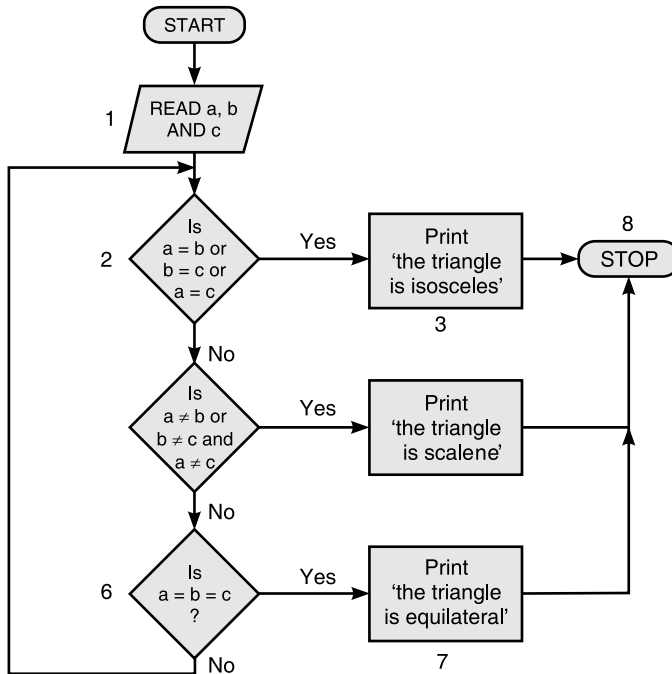 START
1
READ a, b
AND c
2
Is
a = b or
b = c or
a = c
Yes
Print
‘the triangle
is isosceles’
3
8
STOP
No
Is
a ≠ b or
b ≠ c and
a ≠ c
Yes
Print
‘the triangle
is scalene’
No
6
Is
a = b = c
?
Yes
Print
‘the triangle
is equilateral’
7
No